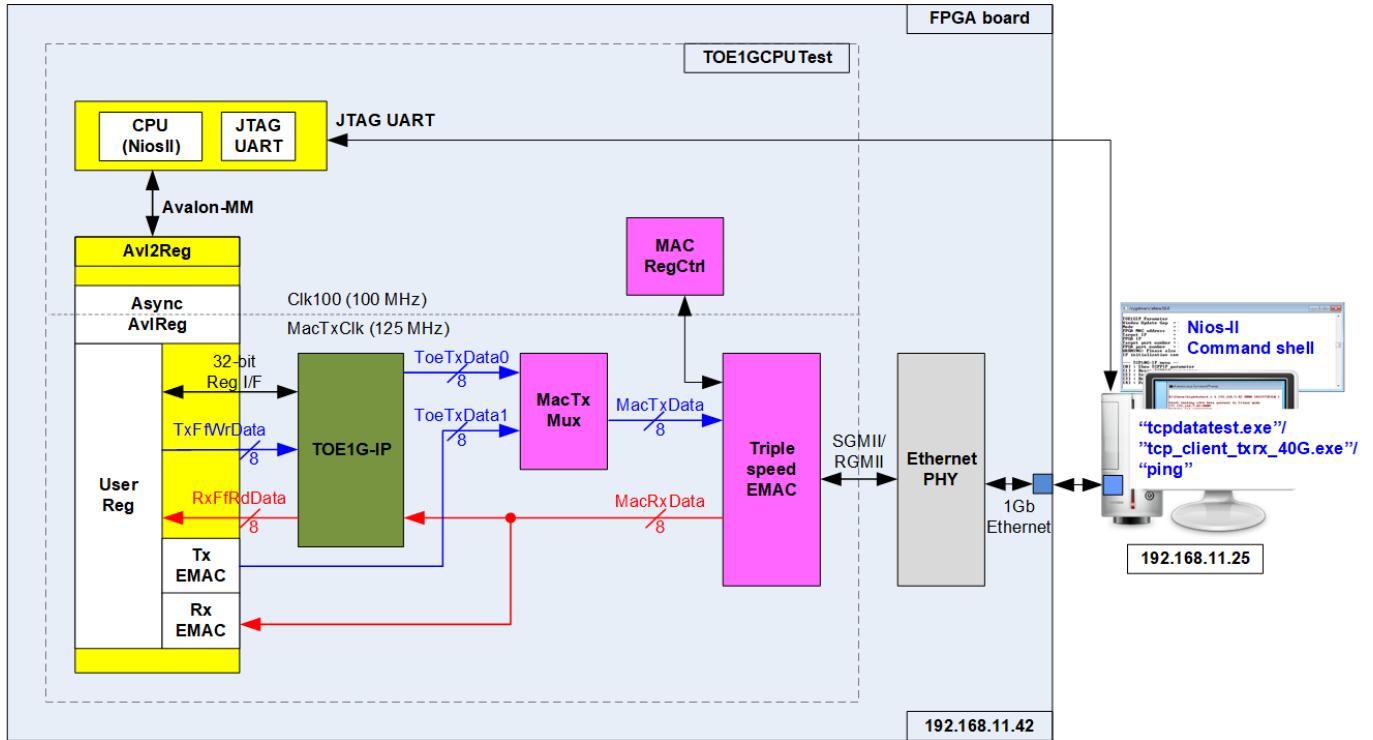 FPGA board
TOE1GCPUTest
CPU
(NiosII)
JTAG
UART
JTAG UART
Avalon-MM
Avl2Reg
Async
AvlReg
Clk100 (100 MHz)
MacTxClk (125 MHz)
MAC
RegCtrl
32-bit
Reg I/F
ToeTxData0
8
TxFfWrData
8
ToeTxData1
8
TOE1G-IP
MacTx
Mux
MacTxData
8
User
Reg
RxFfRdData
8
MacRxData
8
Triple
speed
EMAC
SGMII/
RGMII
Ethernet
PHY
1Gb
Ethernet
Tx
EMAC
Rx
EMAC
Nios-II
Command shell
“tcpdatatest.exe”/
“tcp_client_txrx_40G.exe”/
“ping”
192.168.11.25
192.168.11.42